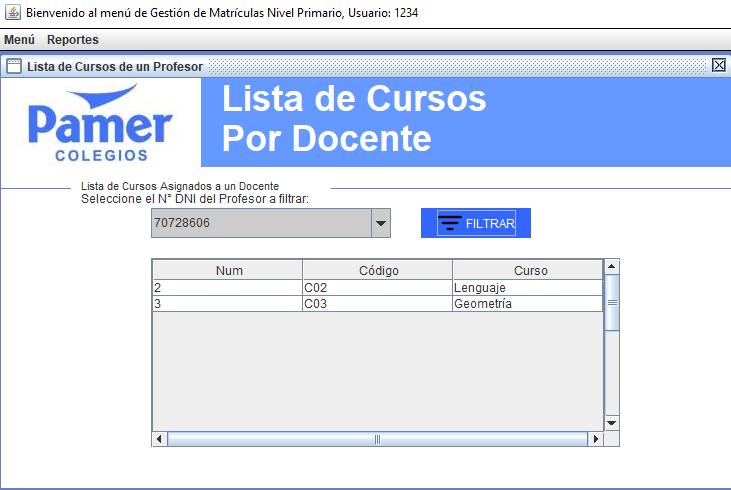 Bienvenido al menú de Gestión de Matrículas Nivel Primario, Usuario: 1234
Menú Reportes
Lista de Cursos de un Profesor
Pamer
COLEGIOS
Lista de Cursos
Por Docente
Lista de Cursos Asignados a un Docente
Seleccione el N° DNI del Profesor a filtrar:
70728606 FILTRAR
Num Código Curso
2 C02 Lenguaje
3 C03 Geometría